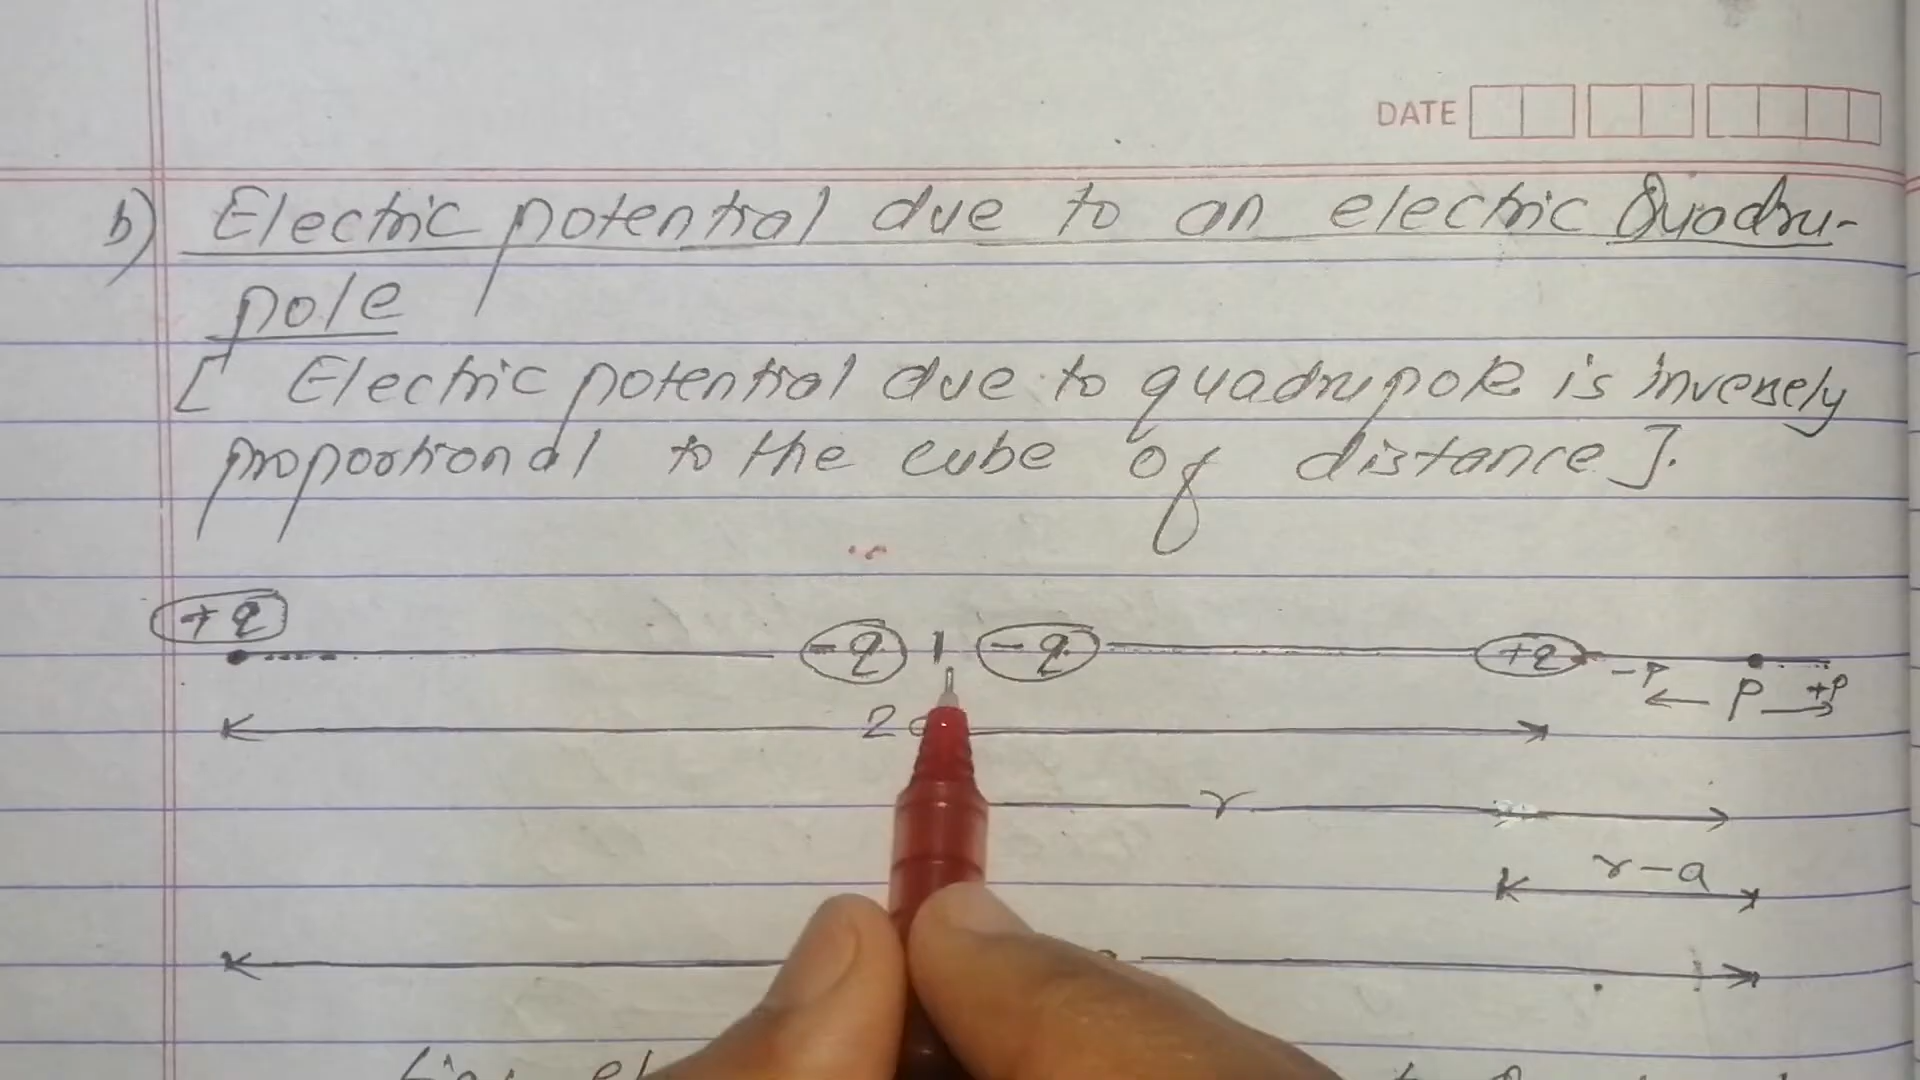 DATE
b) Electric potential due to an electric Quadru-
pole
[ Electric potential due to quadrupole is inversely
proportional to the cube of distance ].
+q -q -q +q
-P P +P
2
r
r-a